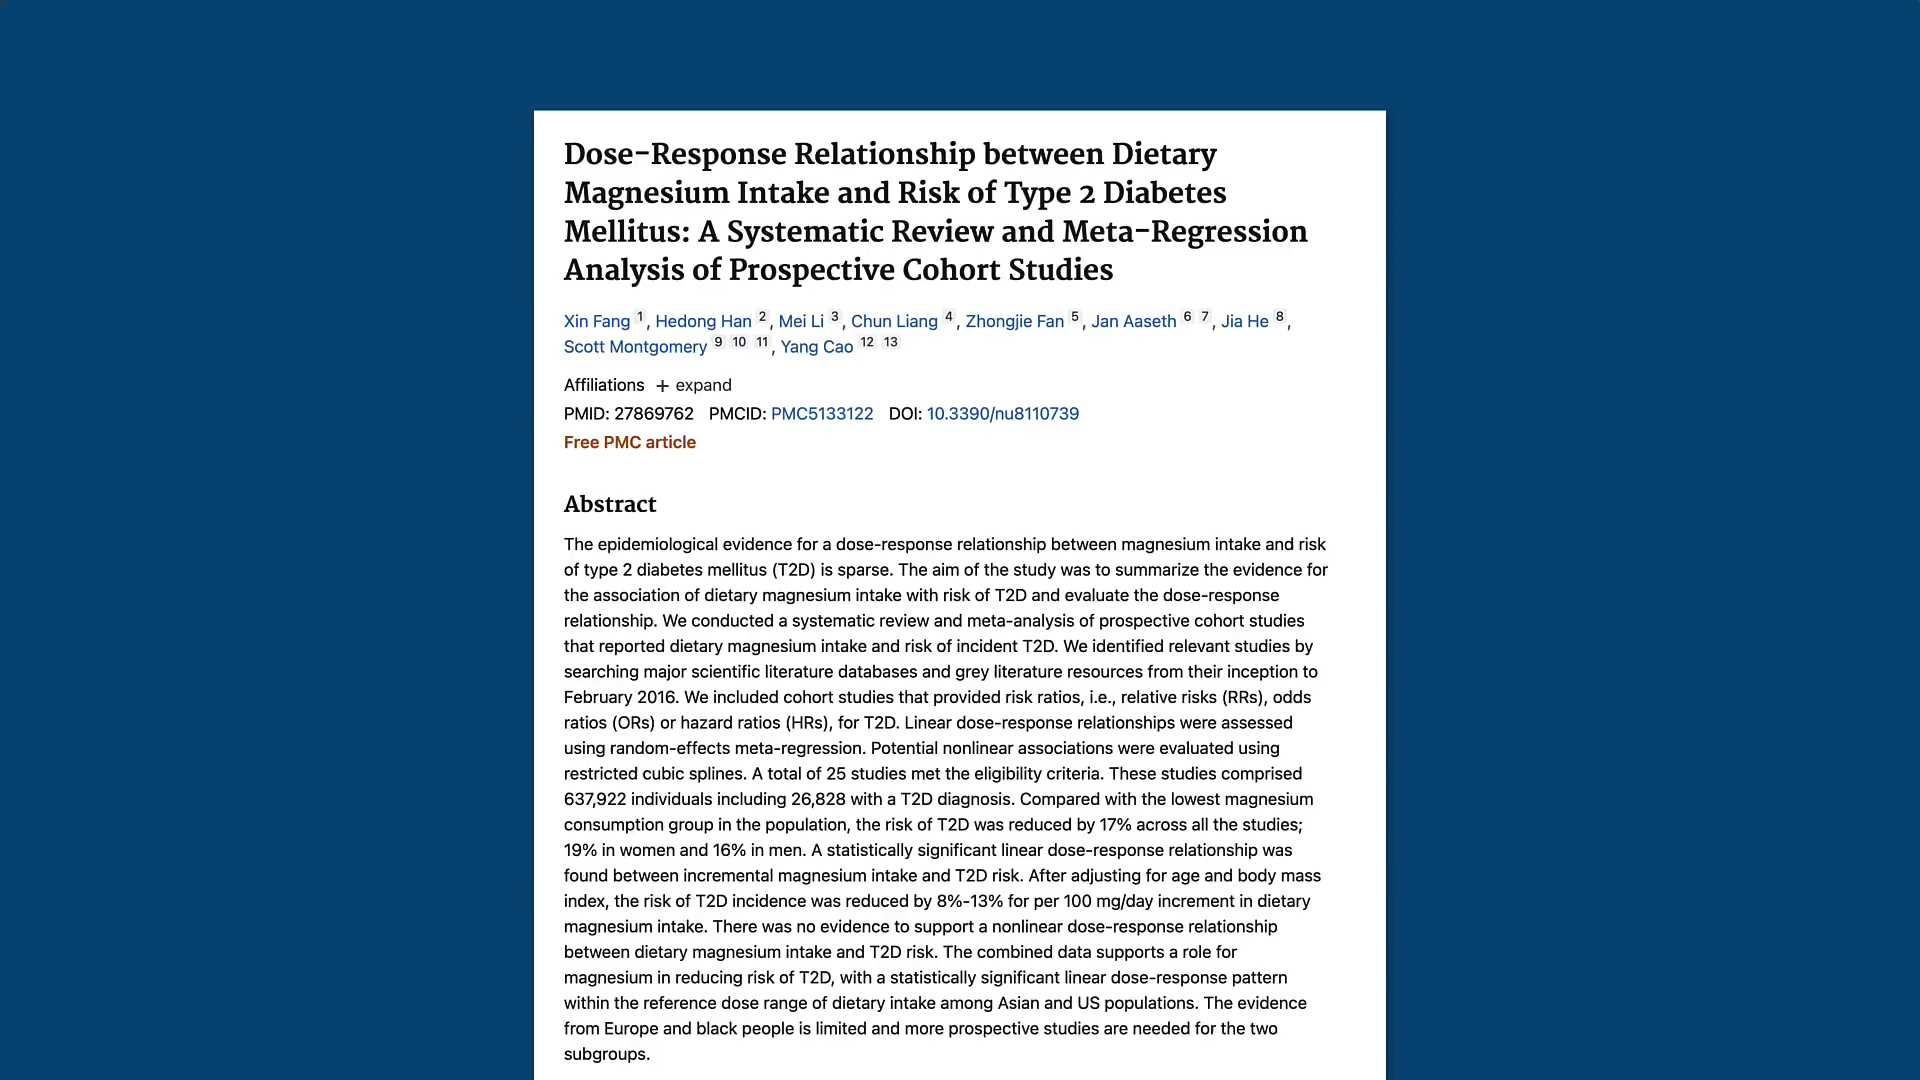 Dose-Response Relationship between Dietary
Magnesium Intake and Risk of Type 2 Diabetes
Mellitus: A Systematic Review and Meta-Regression
Analysis of Prospective Cohort Studies
Xin Fang 1, Hedong Han 2, Mei Li 3, Chun Liang 4, Zhongjie Fan 5, Jan Aaseth 6 7, Jia He 8,
Scott Montgomery 9 10 11, Yang Cao 12 13
Affiliations + expand
PMID: 27869762 PMCID: PMC5133122 DOI: 10.3390/nu8110739
Free PMC article
Abstract
The epidemiological evidence for a dose-response relationship between magnesium intake and risk
of type 2 diabetes mellitus (T2D) is sparse. The aim of the study was to summarize the evidence for
the association of dietary magnesium intake with risk of T2D and evaluate the dose-response
relationship. We conducted a systematic review and meta-analysis of prospective cohort studies
that reported dietary magnesium intake and risk of incident T2D. We identified relevant studies by
searching major scientific literature databases and grey literature resources from their inception to
February 2016. We included cohort studies that provided risk ratios, i.e., relative risks (RRs), odds
ratios (ORs) or hazard ratios (HRs), for T2D. Linear dose-response relationships were assessed
using random-effects meta-regression. Potential nonlinear associations were evaluated using
restricted cubic splines. A total of 25 studies met the eligibility criteria. These studies comprised
637,922 individuals including 26,828 with a T2D diagnosis. Compared with the lowest magnesium
consumption group in the population, the risk of T2D was reduced by 17% across all the studies;
19% in women and 16% in men. A statistically significant linear dose-response relationship was
found between incremental magnesium intake and T2D risk. After adjusting for age and body mass
index, the risk of T2D incidence was reduced by 8%-13% for per 100 mg/day increment in dietary
magnesium intake. There was no evidence to support a nonlinear dose-response relationship
between dietary magnesium intake and T2D risk. The combined data supports a role for
magnesium in reducing risk of T2D, with a statistically significant linear dose-response pattern
within the reference dose range of dietary intake among Asian and US populations. The evidence
from Europe and black people is limited and more prospective studies are needed for the two
subgroups.